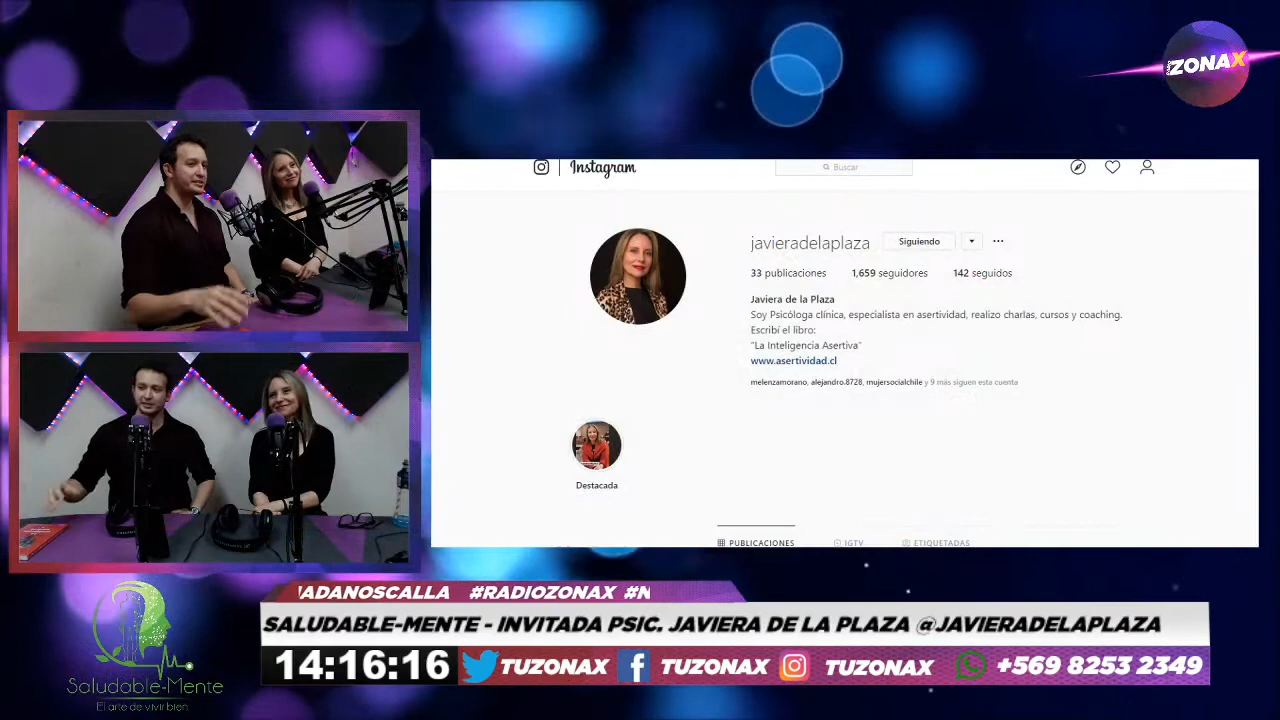 ZONAX
Instagram
Buscar
javieradelaplaza
Siguiendo
33 publicaciones
1,659 seguidores
142 seguidos
Javiera de la Plaza
Soy Psicóloga clínica, especialista en asertividad, realizo charlas, cursos y coaching.
Escribí el libro:
"La Inteligencia Asertiva"
www.asertividad.cl
melenzamorano, alejandro.8728, mujersocialchile y 9 más siguen esta cuenta
Destacada
PUBLICACIONES
IGTV
ETIQUETADAS
Saludable-Mente
El arte de vivir bien
#RADIOZONAX
SALUDABLE-MENTE - INVITADA PSIC. JAVIERA DE LA PLAZA @JAVIERADELAPLAZA
14:16:16 TUZONAX TUZONAX TUZONAX +569 8253 2349